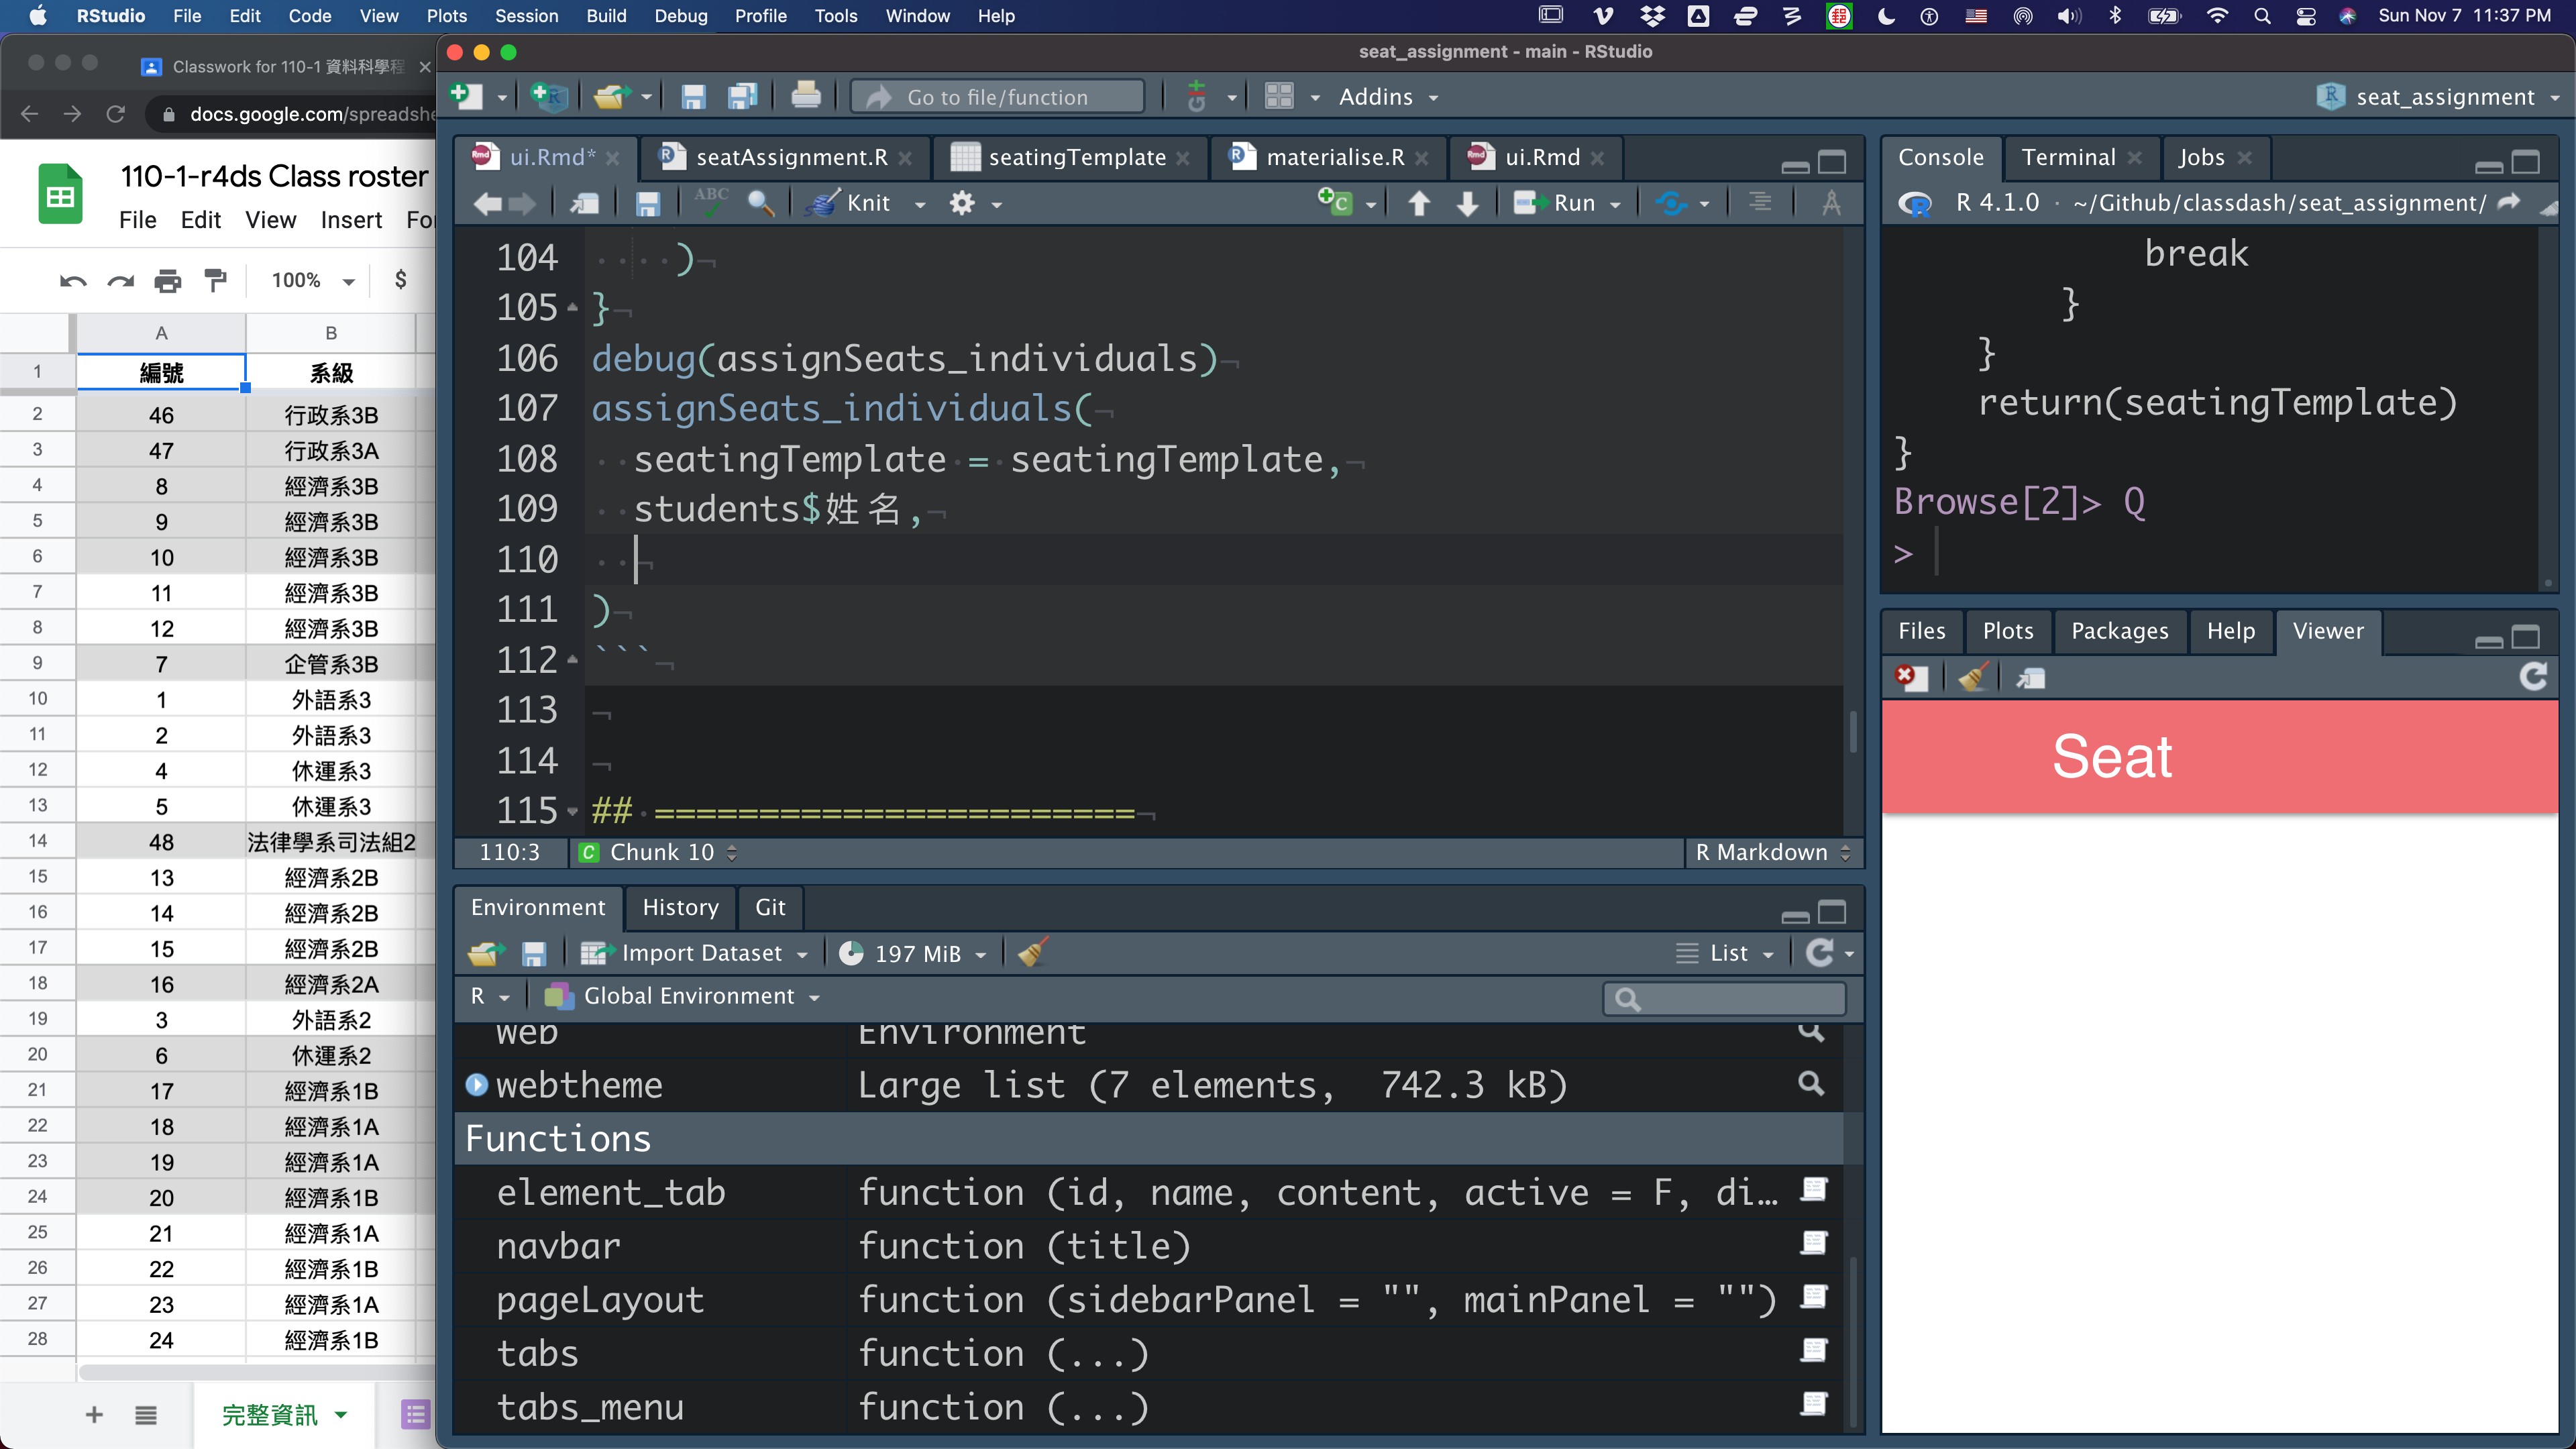 RStudio File Edit Code View Plots Session Build Debug Profile Tools Window Help Sun Nov 7 11:37 PM
Classwork for 110-1 資料科學程
docs.google.com/spreadshe
110-1-r4ds Class roster
File Edit View Insert For
100% $
A B
1 編號 系級
2 46 行政系3B
3 47 行政系3A
4 8 經濟系3B
5 9 經濟系3B
6 10 經濟系3B
7 11 經濟系3B
8 12 經濟系3B
9 7 企管系3B
10 1 外語系3
11 2 外語系3
12 4 休運系3
13 5 休運系3
14 48 法律學系司法組2
15 13 經濟系2B
16 14 經濟系2B
17 15 經濟系2B
18 16 經濟系2A
19 3 外語系2
20 6 休運系2
21 17 經濟系1B
22 18 經濟系1A
23 19 經濟系1A
24 20 經濟系1B
25 21 經濟系1A
26 22 經濟系1B
27 23 經濟系1A
28 24 經濟系1B
完整資訊
seat_assignment - main - RStudio
Go to file/function Addins seat_assignment
ui.Rmd* seatAssignment.R seatingTemplate materialise.R ui.Rmd
ABC Knit Run
104 )
105 }
106 debug(assignSeats_individuals)
107 assignSeats_individuals(
108 seatingTemplate = seatingTemplate,
109 students$姓名,
110
111 )
112 ```
113
114
115 ## =======================
110:3 Chunk 10 R Markdown
Environment History Git
Import Dataset 197 MiB List
R Global Environment
web Environment
webtheme Large list (7 elements, 742.3 kB)
Functions
element_tab function (id, name, content, active = F, di…
navbar function (title)
pageLayout function (sidebarPanel = "", mainPanel = "")
tabs function (...)
tabs_menu function (...)
Console Terminal Jobs
R 4.1.0 · ~/Github/classdash/seat_assignment/
break
}
}
return(seatingTemplate)
}
Browse[2]> Q
>
Files Plots Packages Help Viewer
Seat